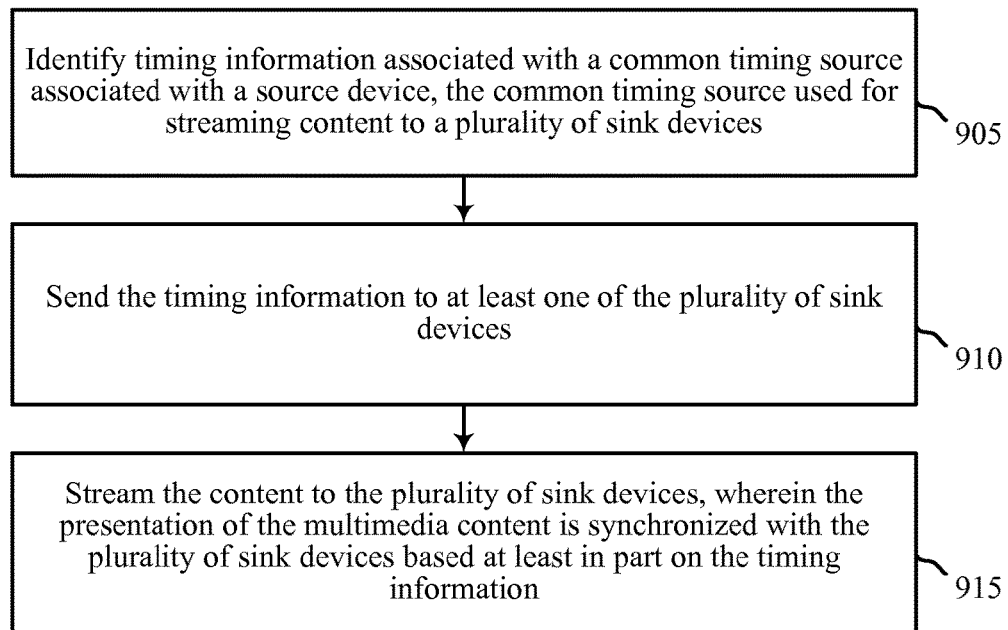 Identify timing information associated with a common timing source
associated with a source device, the common timing source used for
streaming content to a plurality of sink devices
905
Send the timing information to at least one of the plurality of sink
devices
910
Stream the content to the plurality of sink devices, wherein the
presentation of the multimedia content is synchronized with the
plurality of sink devices based at least in part on the timing
information
915